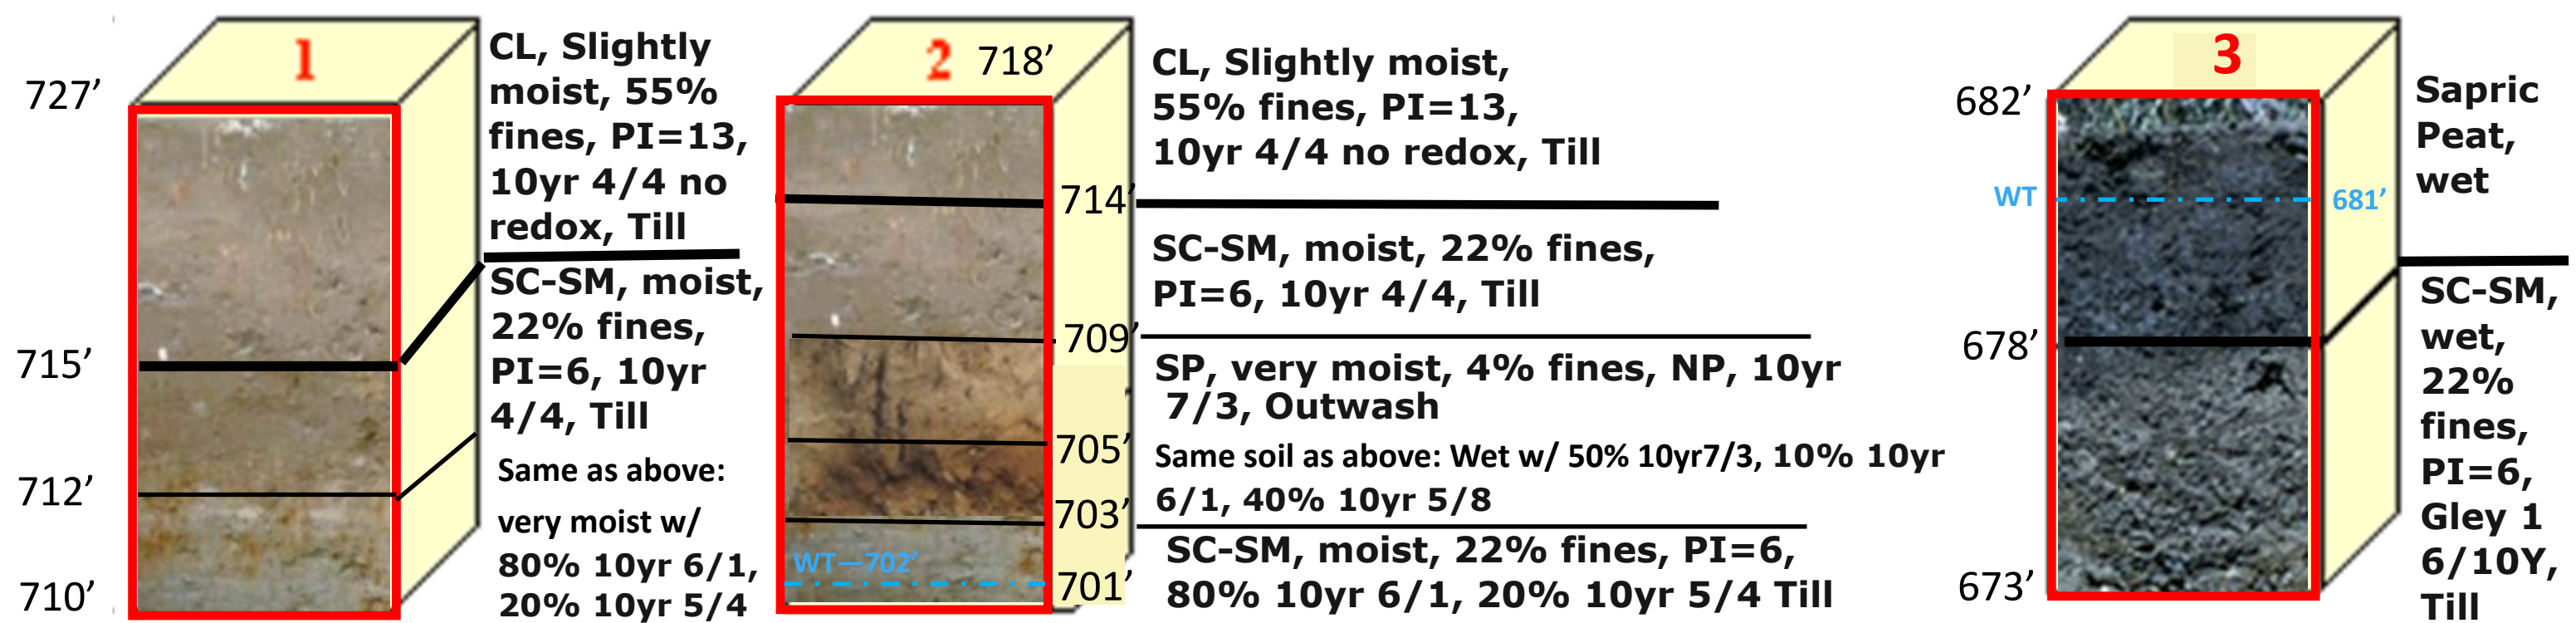 1
727’
CL, Slightly
moist, 55%
fines, PI=13,
10yr 4/4 no
redox, Till
715’
SC-SM, moist,
22% fines,
PI=6, 10yr
4/4, Till
712’
Same as above:
very moist w/
80% 10yr 6/1,
20% 10yr 5/4
710’
2 718’
CL, Slightly moist,
55% fines, PI=13,
10yr 4/4 no redox, Till
714’
SC-SM, moist, 22% fines,
PI=6, 10yr 4/4, Till
709’
SP, very moist, 4% fines, NP, 10yr
7/3, Outwash
705’
Same soil as above: Wet w/ 50% 10yr7/3, 10% 10yr
6/1, 40% 10yr 5/8
703’
SC-SM, moist, 22% fines, PI=6,
80% 10yr 6/1, 20% 10yr 5/4 Till
WT—702’
701’
3
682’
Sapric
Peat,
wet
WT 681’
678’
SC-SM,
wet,
22%
fines,
PI=6,
Gley 1
6/10Y,
Till
673’